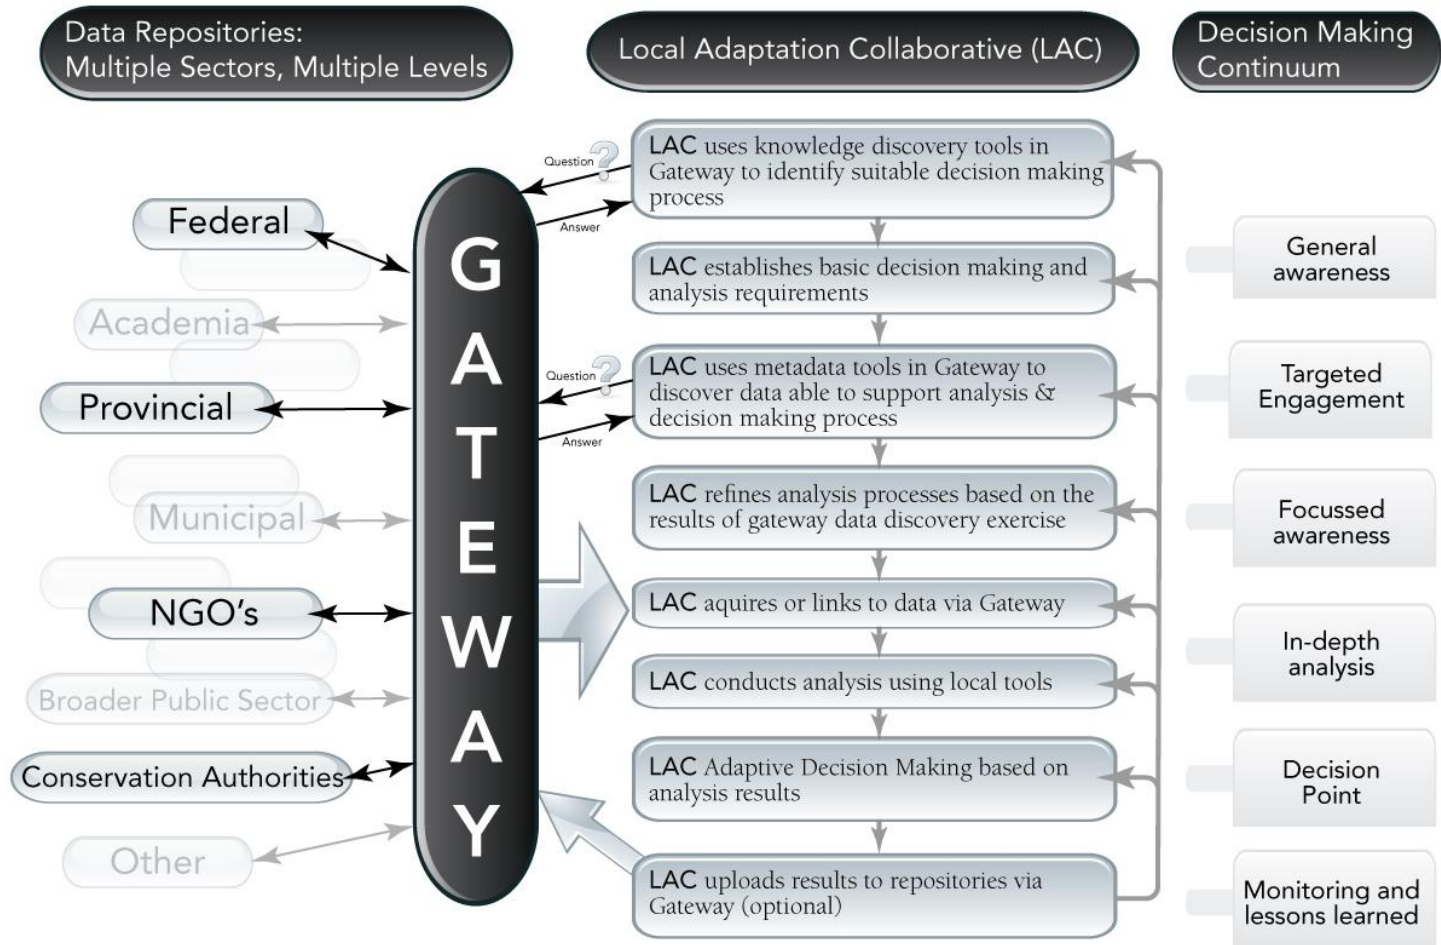 Data Repositories:
Multiple Sectors, Multiple Levels
Local Adaptation Collaborative (LAC)
Decision Making
Continuum
Federal
Academia
Provincial
Municipal
NGO's
Broader Public Sector
Conservation Authorities
Other
GATEWAY
Question ?
Answer
Question ?
Answer
LAC uses knowledge discovery tools in
Gateway to identify suitable decision making
process
LAC establishes basic decision making and
analysis requirements
LAC uses metadata tools in Gateway to
discover data able to support analysis &
decision making process
LAC refines analysis processes based on the
results of gateway data discovery exercise
LAC aquires or links to data via Gateway
LAC conducts analysis using local tools
LAC Adaptive Decision Making based on
analysis results
LAC uploads results to repositories via
Gateway (optional)
General
awareness
Targeted
Engagement
Focussed
awareness
In-depth
analysis
Decision
Point
Monitoring and
lessons learned